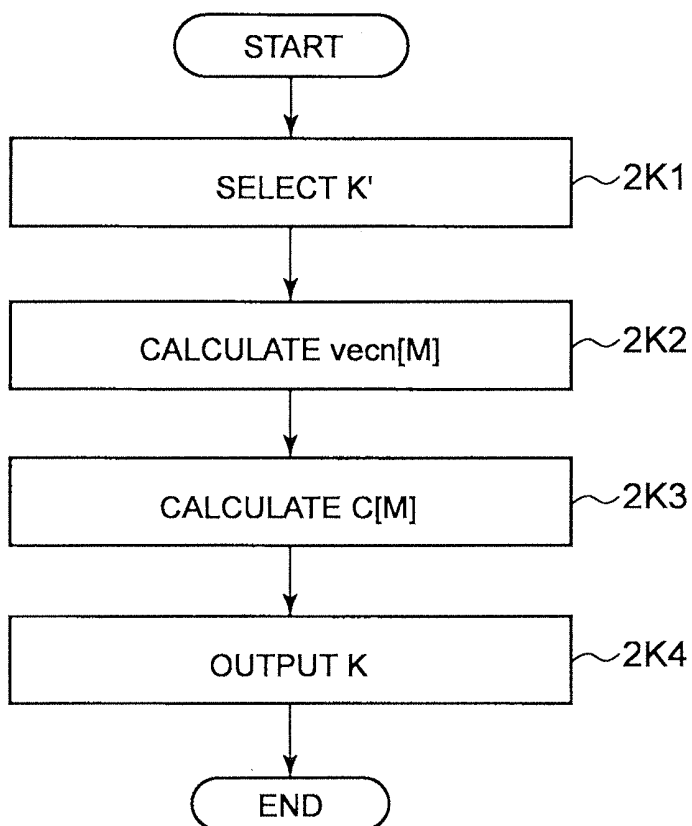 START
SELECT K'
2K1
CALCULATE vecn[M]
2K2
CALCULATE C[M]
2K3
OUTPUT K
2K4
END